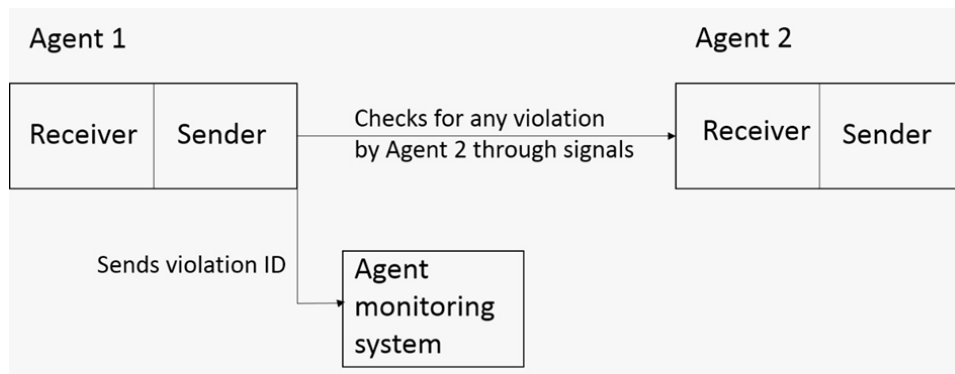 Agent 1
Agent 2
Receiver
Sender
Checks for any violation
by Agent 2 through signals
Receiver
Sender
Sends violation ID
Agent
monitoring
system